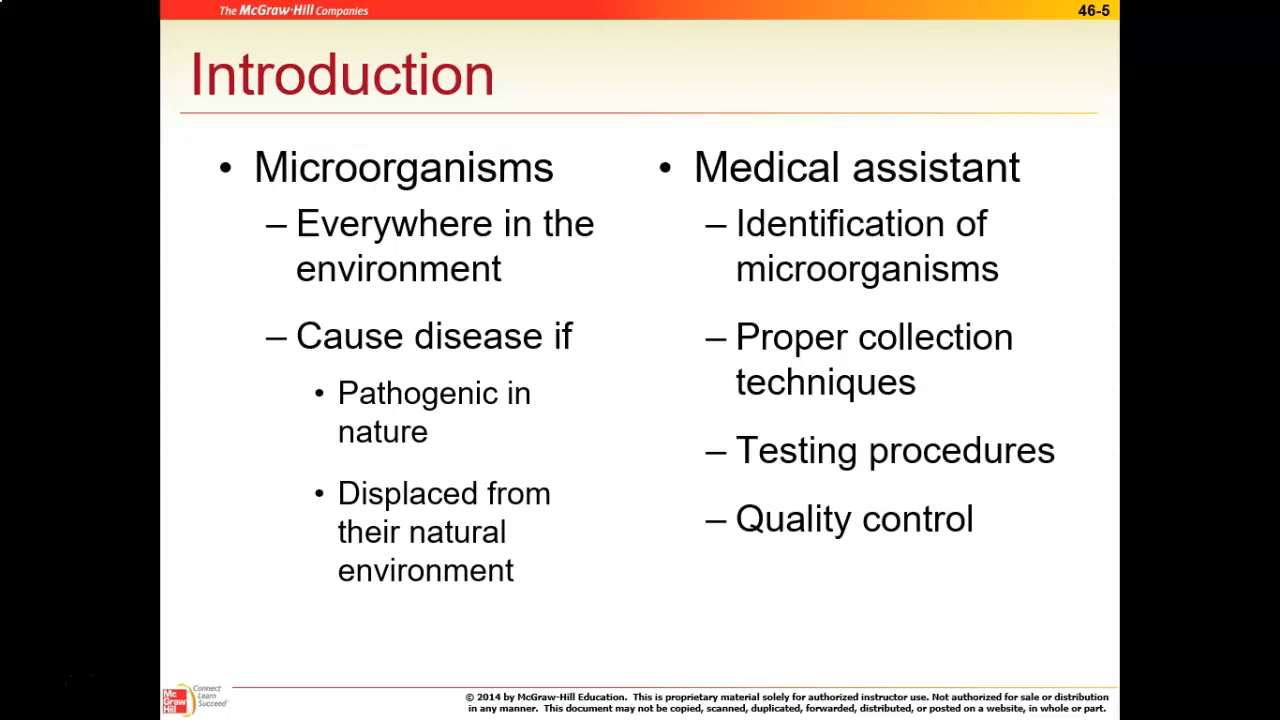 The McGraw-Hill Companies
46-5
Introduction
• Microorganisms
– Everywhere in the
environment
– Cause disease if
• Pathogenic in
nature
• Displaced from
their natural
environment
• Medical assistant
– Identification of
microorganisms
– Proper collection
techniques
– Testing procedures
– Quality control
Mc
Graw
Hill
Connect
Learn
Succeed
© 2014 by McGraw-Hill Education. This is proprietary material solely for authorized instructor use. Not authorized for sale or distribution
in any manner. This document may not be copied, scanned, duplicated, forwarded, distributed, or posted on a website, in whole or part.